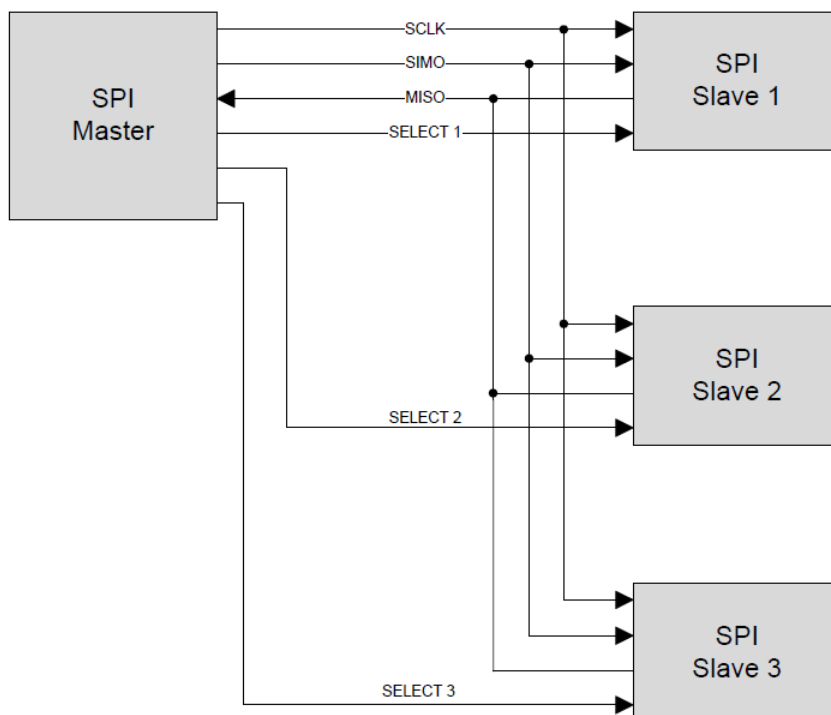 SPI
Master
SCLK
SIMO
MISO
SELECT 1
SPI
Slave 1
SELECT 2
SPI
Slave 2
SELECT 3
SPI
Slave 3